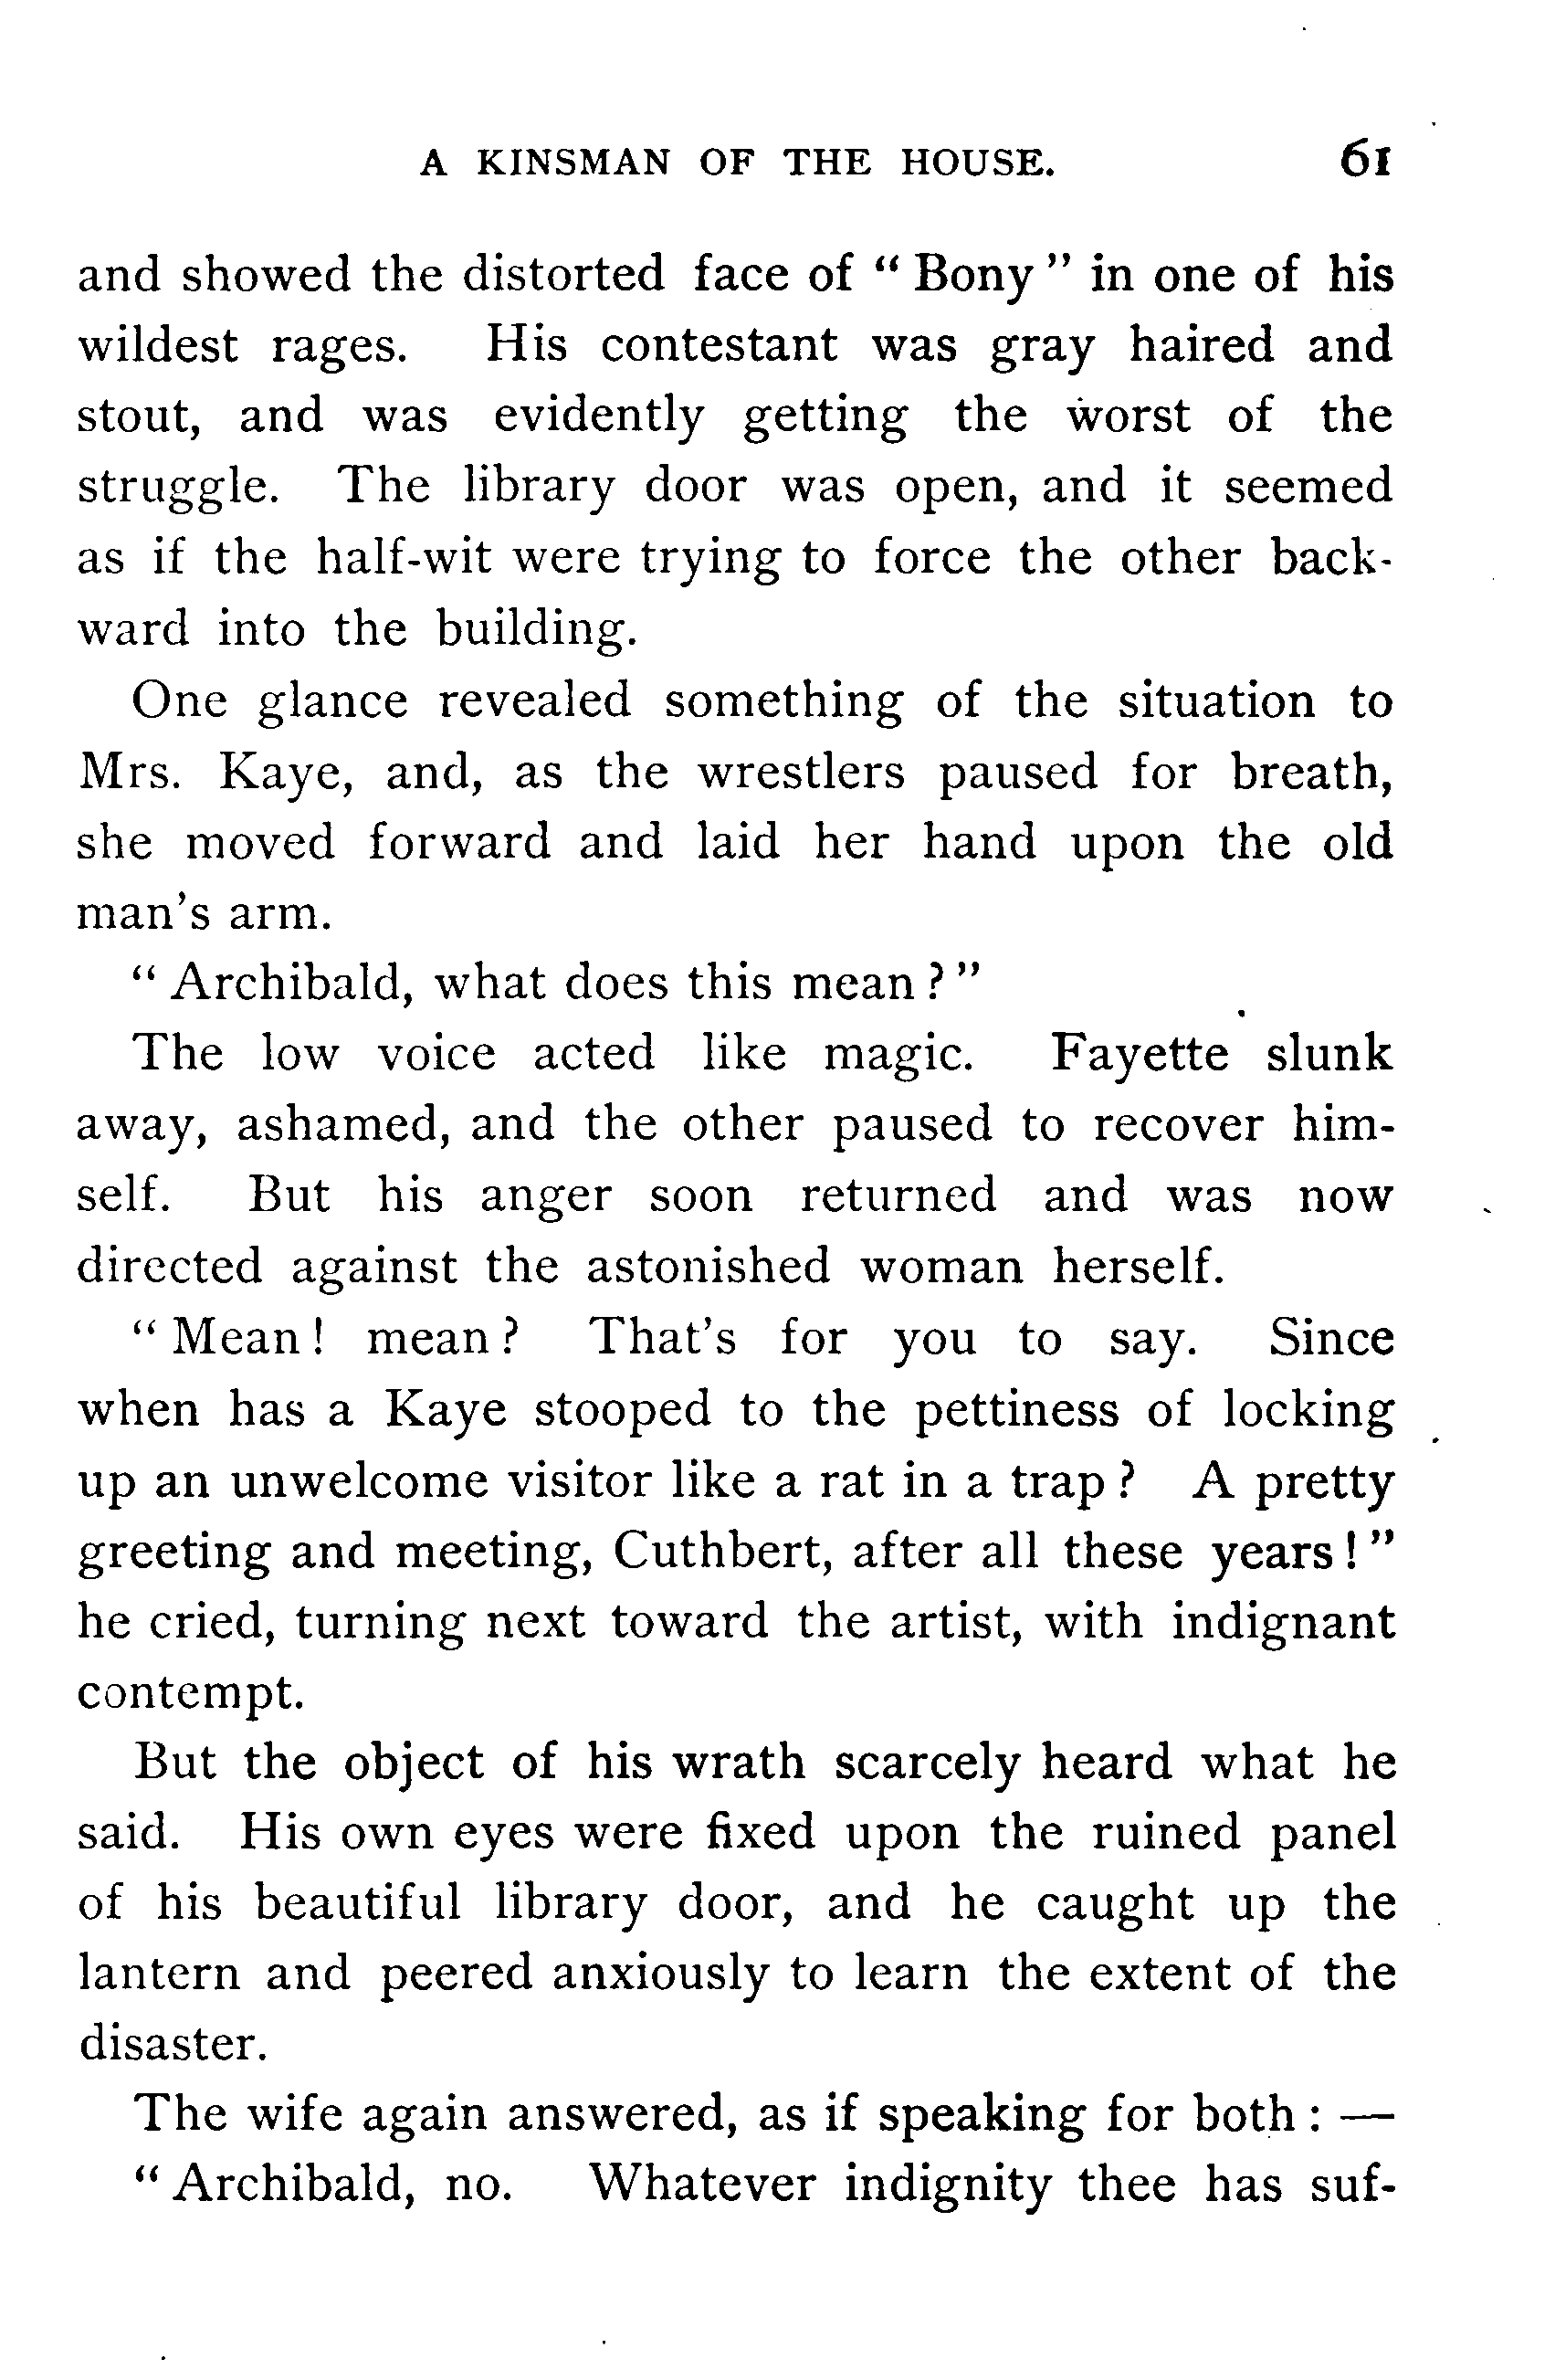 A KINSMAN OF THE HOUSE. 61
and showed the distorted face of “ Bony ” in one of his
wildest rages. His contestant was gray haired and
stout, and was evidently getting the worst of the
struggle. The library door was open, and it seemed
as if the half-wit were trying to force the other back-
ward into the building.
One glance revealed something of the situation to
Mrs. Kaye, and, as the wrestlers paused for breath,
she moved forward and laid her hand upon the old
man’s arm.
“ Archibald, what does this mean ? ”
The low voice acted like magic. Fayette slunk
away, ashamed, and the other paused to recover him-
self. But his anger soon returned and was now
directed against the astonished woman herself.
“ Mean ! mean ? That’s for you to say. Since
when has a Kaye stooped to the pettiness of locking
up an unwelcome visitor like a rat in a trap ? A pretty
greeting and meeting, Cuthbert, after all these years ! ”
he cried, turning next toward the artist, with indignant
contempt.
But the object of his wrath scarcely heard what he
said. His own eyes were fixed upon the ruined panel
of his beautiful library door, and he caught up the
lantern and peered anxiously to learn the extent of the
disaster.
The wife again answered, as if speaking for both : —
“ Archibald, no. Whatever indignity thee has suf-